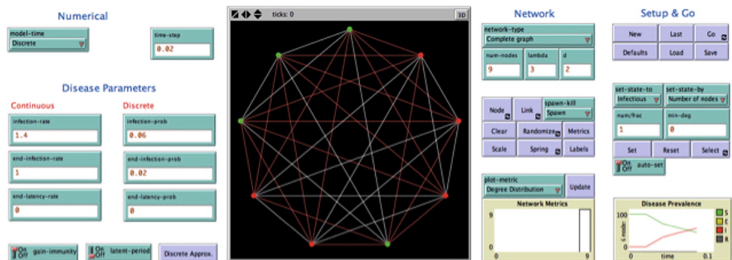 Numerical
model-time
Discrete
time-step
0.02
Disease Parameters
Continuous
Discrete
infection-rate
1.4
infection-prob
0.06
end-infection-rate
1
end-infection-prob
0.02
end-latency-rate
0
end-latency-prob
0
On
Off
gain-immunity
On
Off
latent-period
Discrete Approx.
ticks: 0
3D
Network
network-type
Complete graph
num-nodes
9
lambda
3
d
2
Node
Link
spawn-kill
Spawn
Clear
Randomize
Metrics
Scale
Spring
Labels
plot-metric
Degree Distribution
Update
Network Metrics
9
0
0
9
Setup & Go
New
Last
Go
Defaults
Load
Save
set-state-to
Infectious
set-state-by
Number of nodes
num/frac
1
min-deg
0
Set
Reset
Select
On
Off
auto-set
Disease Prevalence
100
0
0
time
0.1
S
E
I
R